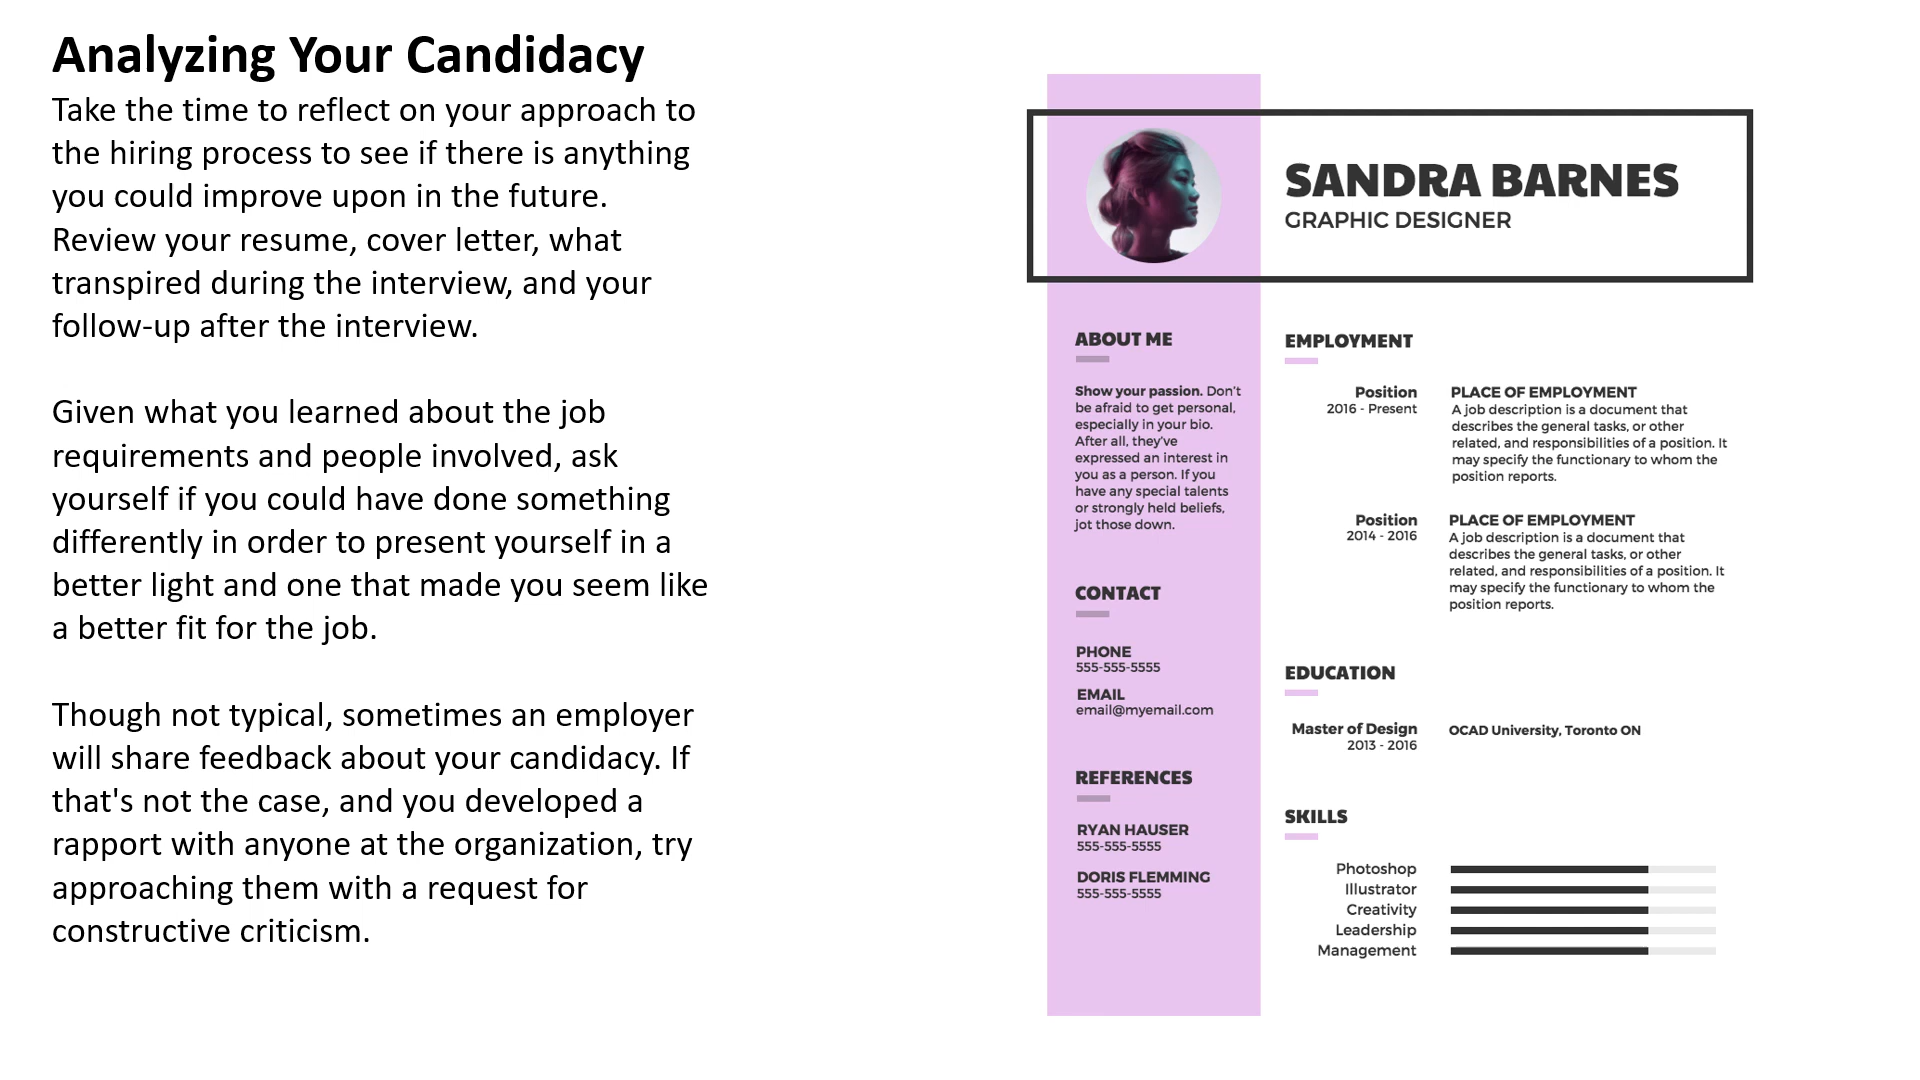 Analyzing Your Candidacy
Take the time to reflect on your approach to
the hiring process to see if there is anything
you could improve upon in the future.
Review your resume, cover letter, what
transpired during the interview, and your
follow-up after the interview.
Given what you learned about the job
requirements and people involved, ask
yourself if you could have done something
differently in order to present yourself in a
better light and one that made you seem like
a better fit for the job.
Though not typical, sometimes an employer
will share feedback about your candidacy. If
that's not the case, and you developed a
rapport with anyone at the organization, try
approaching them with a request for
constructive criticism.
SANDRA BARNES
GRAPHIC DESIGNER
ABOUT ME
Show your passion. Don't
be afraid to get personal,
especially in your bio.
After all, they've
expressed an interest in
you as a person. If you
have any special talents
or strongly held beliefs,
jot those down.
CONTACT
PHONE
555-555-5555
EMAIL
email@myemail.com
REFERENCES
RYAN HAUSER
555-555-5555
DORIS FLEMMING
555-555-5555
EMPLOYMENT
Position
2016 - Present
PLACE OF EMPLOYMENT
A job description is a document that
describes the general tasks, or other
related, and responsibilities of a position. It
may specify the functionary to whom the
position reports.
Position
2014 - 2016
PLACE OF EMPLOYMENT
A job description is a document that
describes the general tasks, or other
related, and responsibilities of a position. It
may specify the functionary to whom the
position reports.
EDUCATION
Master of Design
2013 - 2016
OCAD University, Toronto ON
SKILLS
Photoshop
Illustrator
Creativity
Leadership
Management